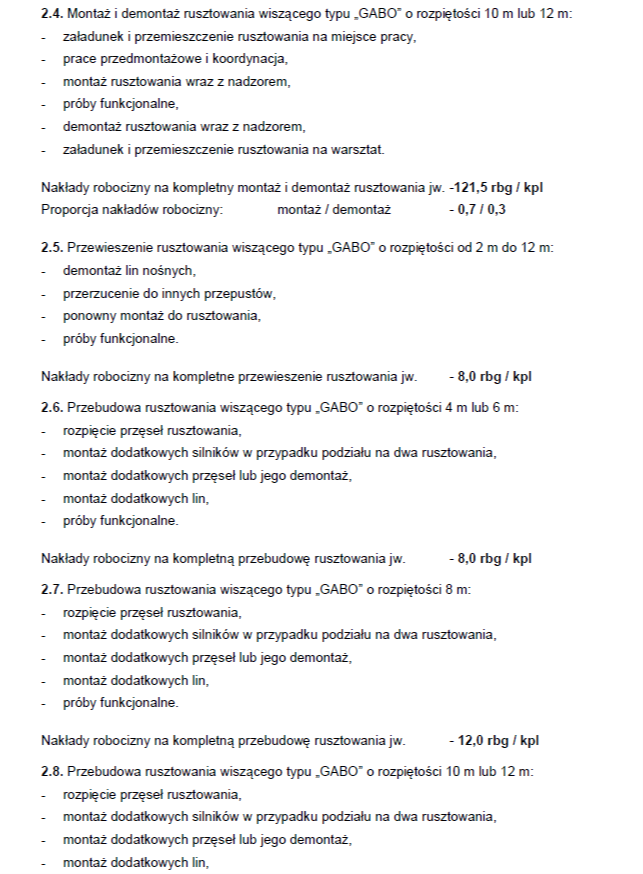 2.4. Montaż i demontaż rusztowania wiszącego typu „GABO” o rozpiętości 10 m lub 12 m:
- załadunek i przemieszczenie rusztowania na miejsce pracy,
- prace przedmontażowe i koordynacja,
- montaż rusztowania wraz z nadzorem,
- próby funkcjonalne,
- demontaż rusztowania wraz z nadzorem,
- załadunek i przemieszczenie rusztowania na warsztat.
Nakłady robocizny na kompletny montaż i demontaż rusztowania jw. -121,5 rbg / kpl
Proporcja nakładów robocizny: montaż / demontaż - 0,7 / 0,3
2.5. Przewieszenie rusztowania wiszącego typu „GABO” o rozpiętości od 2 m do 12 m:
- demontaż lin nośnych,
- przerzucenie do innych przepustów,
- ponowny montaż do rusztowania,
- próby funkcjonalne.
Nakłady robocizny na kompletne przewieszenie rusztowania jw. - 8,0 rbg / kpl
2.6. Przebudowa rusztowania wiszącego typu „GABO” o rozpiętości 4 m lub 6 m:
- rozpięcie przęseł rusztowania,
- montaż dodatkowych silników w przypadku podziału na dwa rusztowania,
- montaż dodatkowych przęseł lub jego demontaż,
- montaż dodatkowych lin,
- próby funkcjonalne.
Nakłady robocizny na kompletną przebudowę rusztowania jw. - 8,0 rbg / kpl
2.7. Przebudowa rusztowania wiszącego typu „GABO” o rozpiętości 8 m:
- rozpięcie przęseł rusztowania,
- montaż dodatkowych silników w przypadku podziału na dwa rusztowania,
- montaż dodatkowych przęseł lub jego demontaż,
- montaż dodatkowych lin,
- próby funkcjonalne.
Nakłady robocizny na kompletną przebudowę rusztowania jw. - 12,0 rbg / kpl
2.8. Przebudowa rusztowania wiszącego typu „GABO” o rozpiętości 10 m lub 12 m:
- rozpięcie przęseł rusztowania,
- montaż dodatkowych silników w przypadku podziału na dwa rusztowania,
- montaż dodatkowych przęseł lub jego demontaż,
- montaż dodatkowych lin,